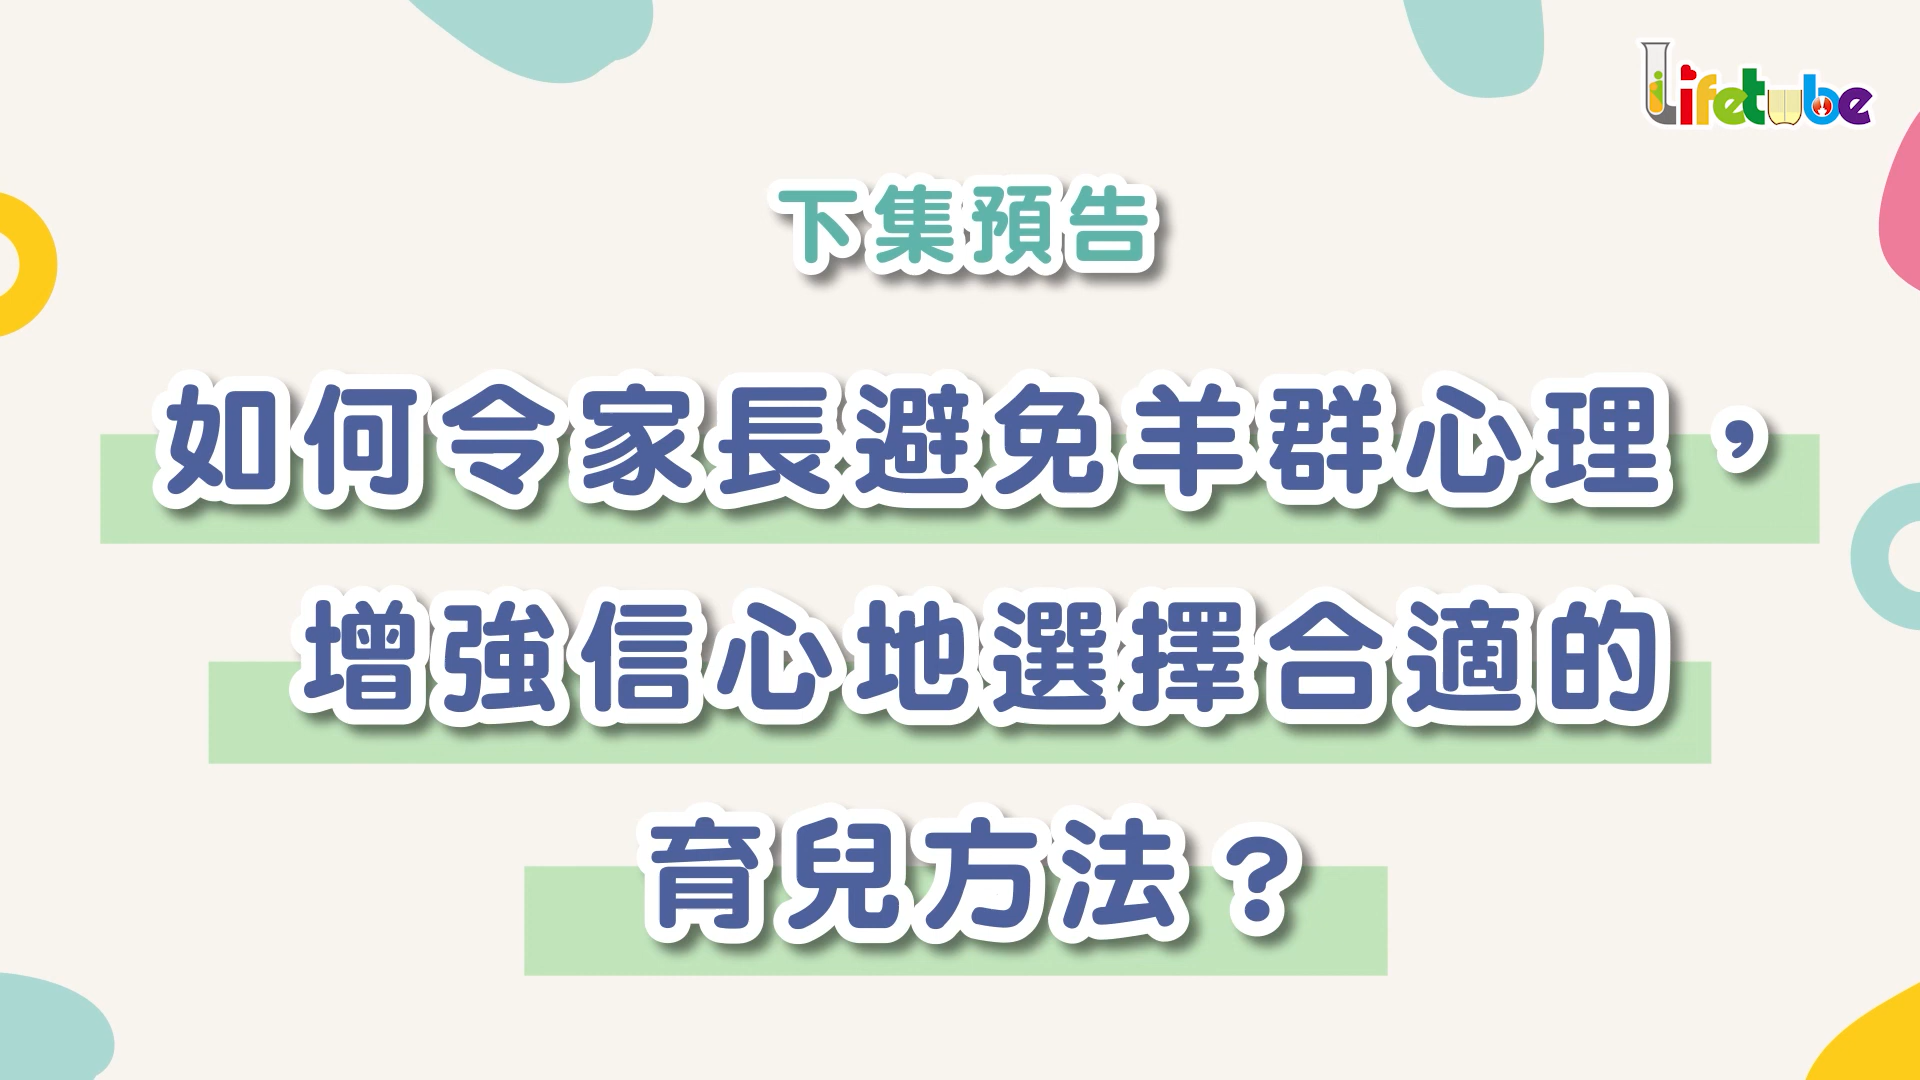 Lifetube
下集預告
如何令家長避免羊群心理，
增強信心地選擇合適的
育兒方法？